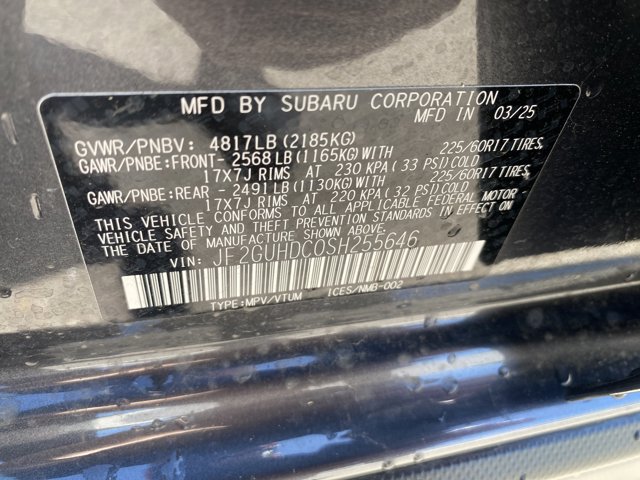 MFD BY SUBARU CORPORATION
MFD IN 03/25
GVWR/PNBV: 4817LB (2185KG)
GAWR/PNBE:FRONT- 2568LB (1165KG)WITH 225/60R17 TIRES,
17X7J RIMS AT 230 KPA (33 PSI)COLD
GAWR/PNBE:REAR - 2491LB (1130KG)WITH 225/60R17 TIRES,
17X7J RIMS AT 220 KPA (32 PSI)COLD
THIS VEHICLE CONFORMS TO ALL APPLICABLE FEDERAL MOTOR
VEHICLE SAFETY AND THEFT PREVENTION STANDARDS IN EFFECT ON
THE DATE OF MANUFACTURE SHOWN ABOVE.
VIN: JF2GUHDC0SH255646
TYPE:MPV/VTUM ICES/NMB-002